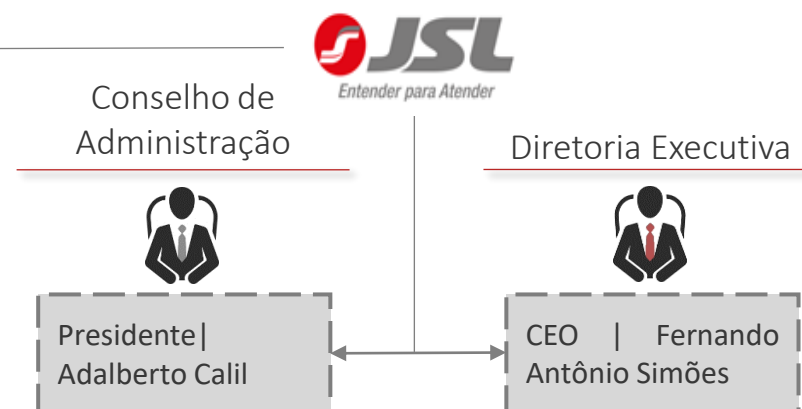 JSL
Entender para Atender
Conselho de
Administração
Diretoria Executiva
Presidente|
Adalberto Calil
CEO | Fernando
Antônio Simões